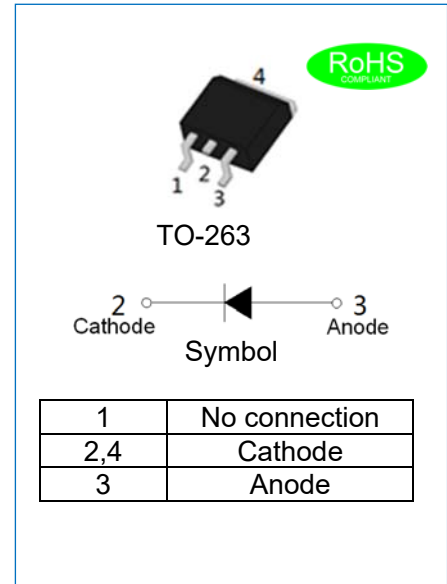 RoHS
COMPLIANT
4
1 2 3
TO-263
2 3
Cathode Anode
Symbol
1 No connection
2,4 Cathode
3 Anode